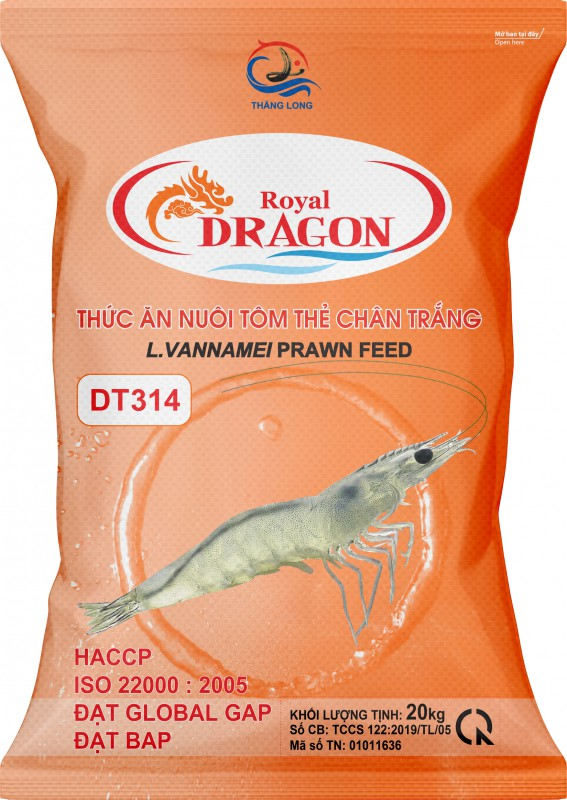 Mở bao tại đây
Open here
THĂNG LONG
Royal
DRAGON
THỨC ĂN NUÔI TÔM THẺ CHÂN TRẮNG
L.VANNAMEI PRAWN FEED
DT314
HACCP
ISO 22000 : 2005
ĐẠT GLOBAL GAP
ĐẠT BAP
KHỐI LƯỢNG TỊNH: 20kg
Số CB: TCCS 122:2019/TL/05
Mã số TN: 01011636